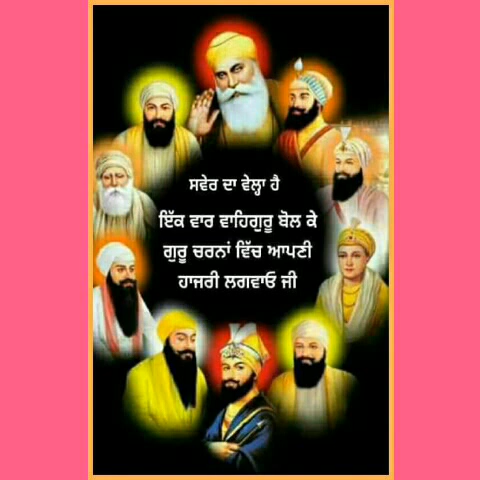 ਸਵੇਰ ਦਾ ਵੇਲ੍ਹਾ ਹੈ
ਇੱਕ ਵਾਰ ਵਾਹਿਗੁਰੂ ਬੋਲ ਕੇ
ਗੁਰੂ ਚਰਨਾਂ ਵਿੱਚ ਆਪਣੀ
ਹਾਜਰੀ ਲਗਵਾਓ ਜੀ